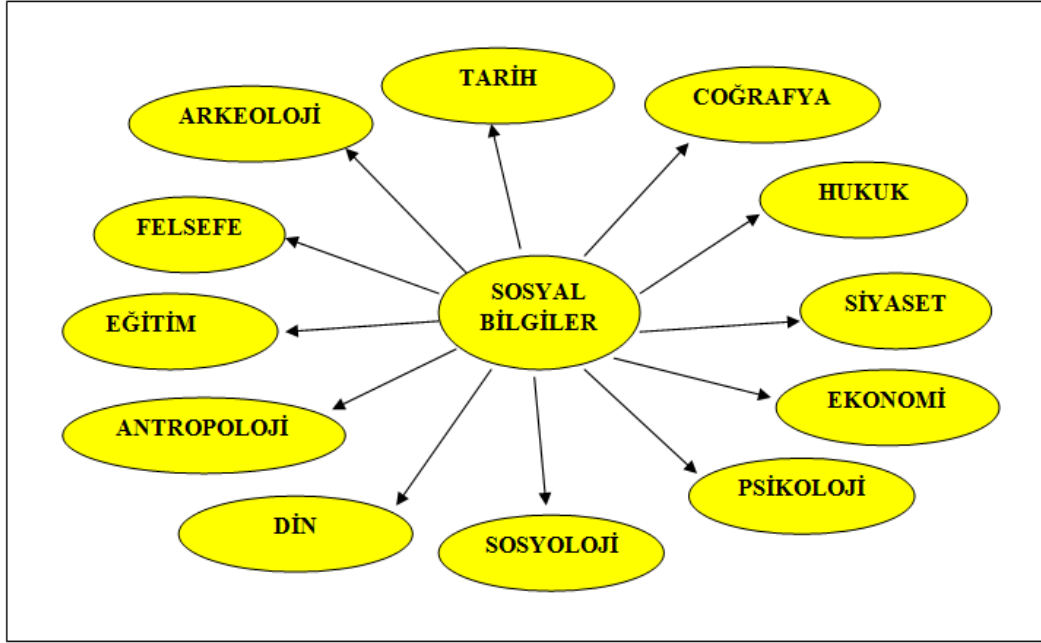 TARİH
COĞRAFYA
ARKEOLOJİ
HUKUK
FELSEFE
SOSYAL
BİLGİLER
SİYASET
EĞİTİM
EKONOMİ
ANTROPOLOJİ
PSİKOLOJİ
DİN
SOSYOLOJİ